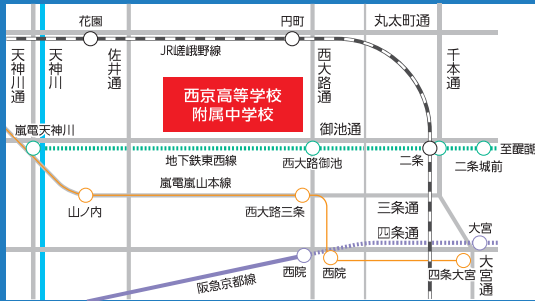 花園
円町
丸太町通
天神川通
天神川
佐井通
JR嵯峨野線
西大路通
千本通
西京高等学校
附属中学校
御池通
嵐電天神川
地下鉄東西線
西大路御池
二条
二条城前
至醍醐
嵐電嵐山本線
山ノ内
西大路三条
三条通
四条通
大宮
西院
西院
四条大宮
大宮通
阪急京都線